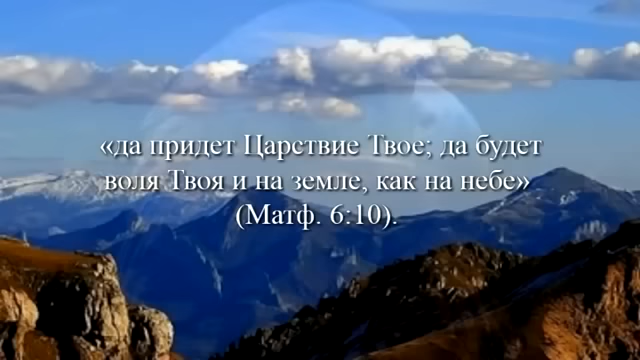 «да придет Царствие Твое; да будет
воля Твоя и на земле, как на небе»
(Матф. 6:10).